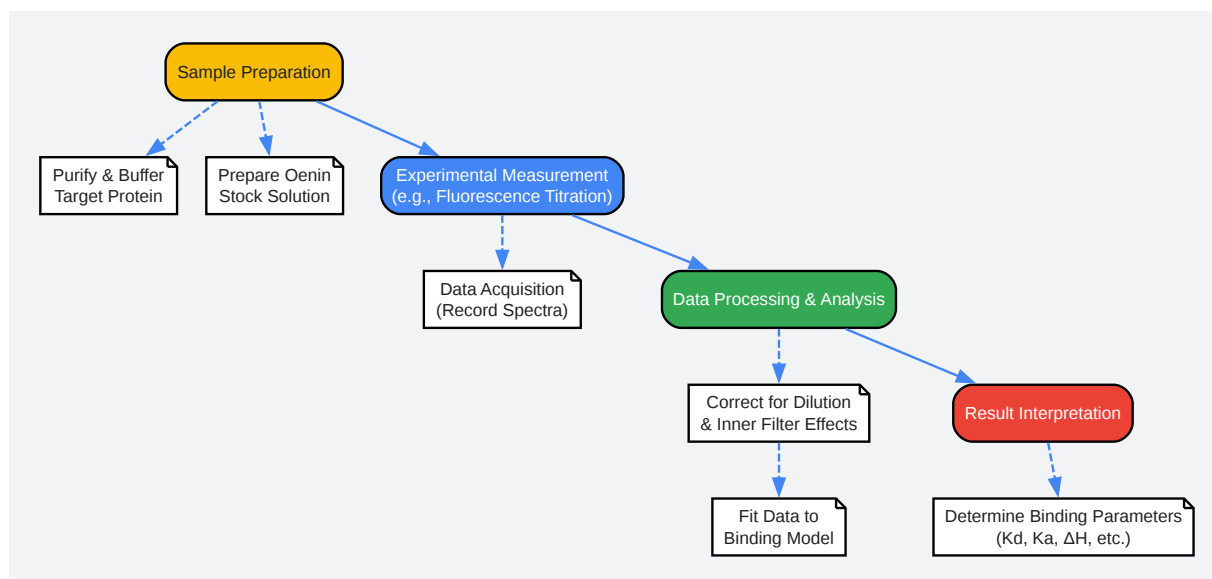 Sample Preparation
Purify & Buffer
Target Protein
Prepare Oenin
Stock Solution
Experimental Measurement
(e.g., Fluorescence Titration)
Data Acquisition
(Record Spectra)
Data Processing & Analysis
Correct for Dilution
& Inner Filter Effects
Result Interpretation
Fit Data to
Binding Model
Determine Binding Parameters
(Kd, Ka, ΔH, etc.)